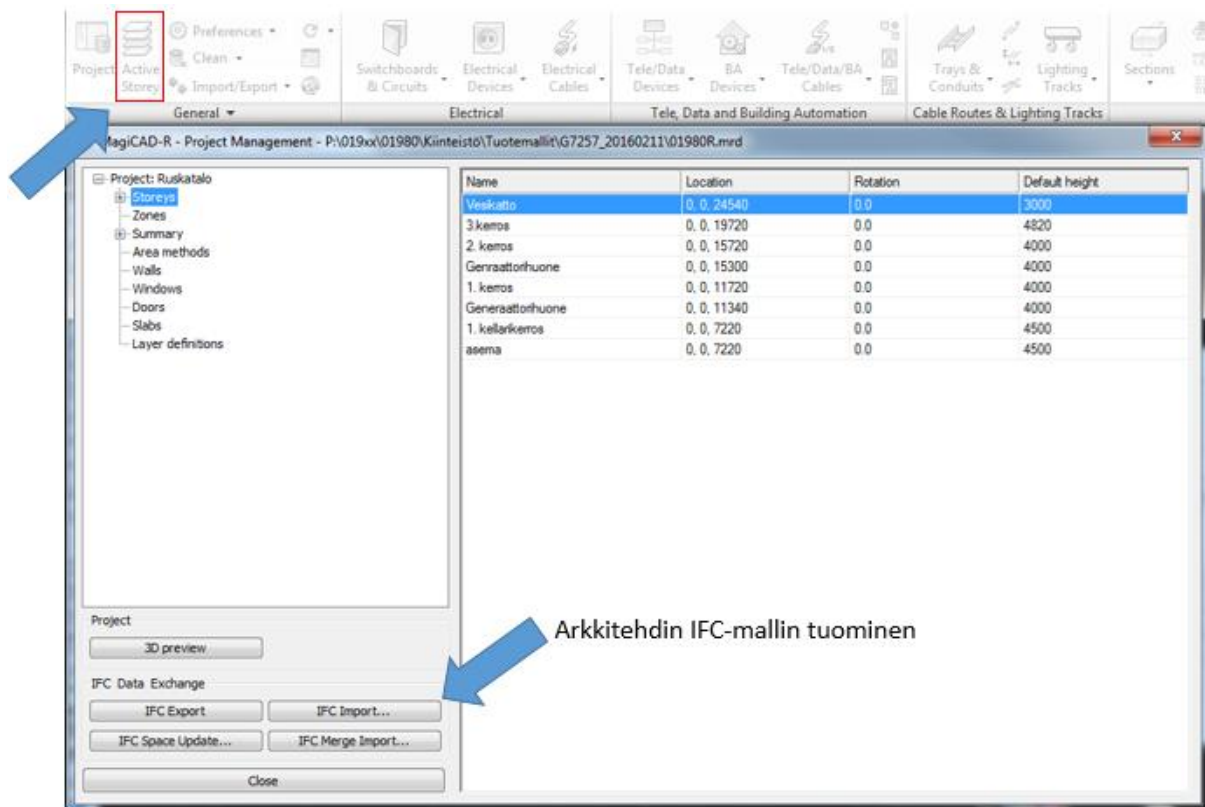 Project
Active Storey
Preferences
Clean
Import/Export
General
Switchboards & Circuits
Electrical Devices
Electrical Cables
Electrical
Tele/Data Devices
BA Devices
Tele/Data/BA Cables
Tele, Data and Building Automation
Trays & Conduits
Lighting Tracks
Cable Routes & Lighting Tracks
Sections
MagiCAD-R - Project Management - P:\019xx\01980\Kiinteistö\Tuotemallit\G7257_20160211\01980R.mrd
Project: Ruskatalo
Storeys
Zones
Summary
Area methods
Walls
Windows
Doors
Slabs
Layer definitions
Name Location Rotation Default height
Vesikatto 0, 0, 24540 0.0 3000
3.kerros 0, 0, 19720 0.0 4820
2. kerros 0, 0, 15720 0.0 4000
Genraattorihuone 0, 0, 15300 0.0 4000
1. kerros 0, 0, 11720 0.0 4000
Generaattorihuone 0, 0, 11340 0.0 4000
1. kellarikerros 0, 0, 7220 0.0 4500
asema 0, 0, 7220 0.0 4500
Project
3D preview
Arkkitehdin IFC-mallin tuominen
IFC Data Exchange
IFC Export IFC Import...
IFC Space Update... IFC Merge Import...
Close